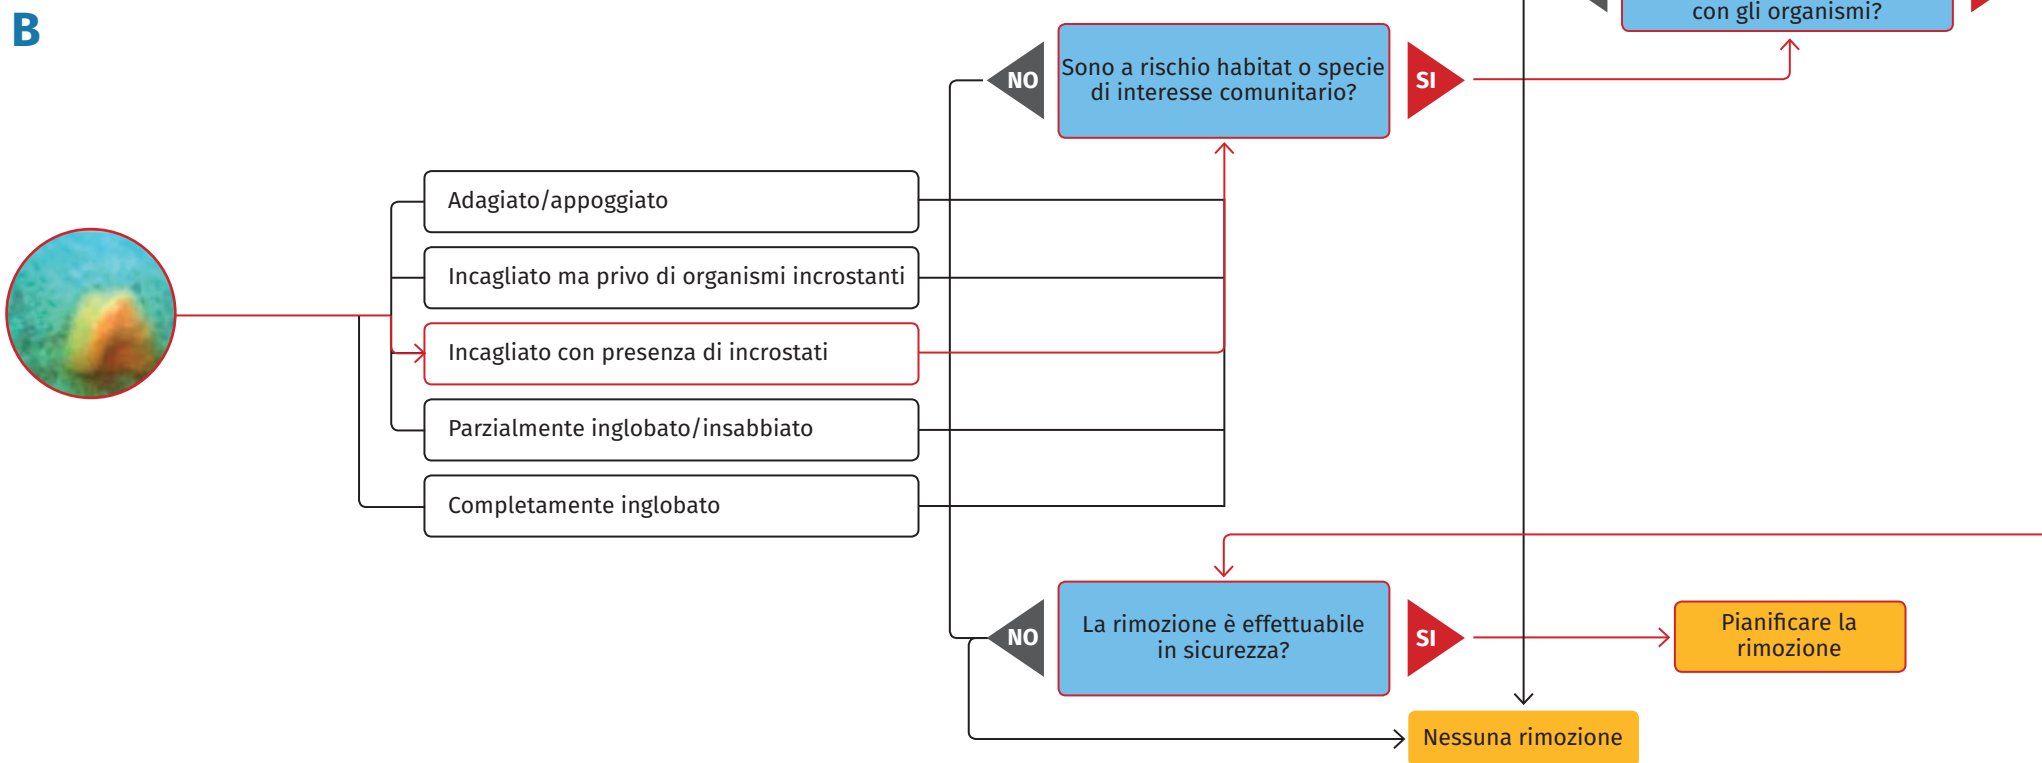 B
con gli organismi?
NO
Sono a rischio habitat o specie
di interesse comunitario?
SI
Adagiato/appoggiato
Incagliato ma privo di organismi incrostanti
Incagliato con presenza di incrostati
Parzialmente inglobato/insabbiato
Completamente inglobato
NO
La rimozione è effettuabile
in sicurezza?
SI
Pianificare la
rimozione
Nessuna rimozione